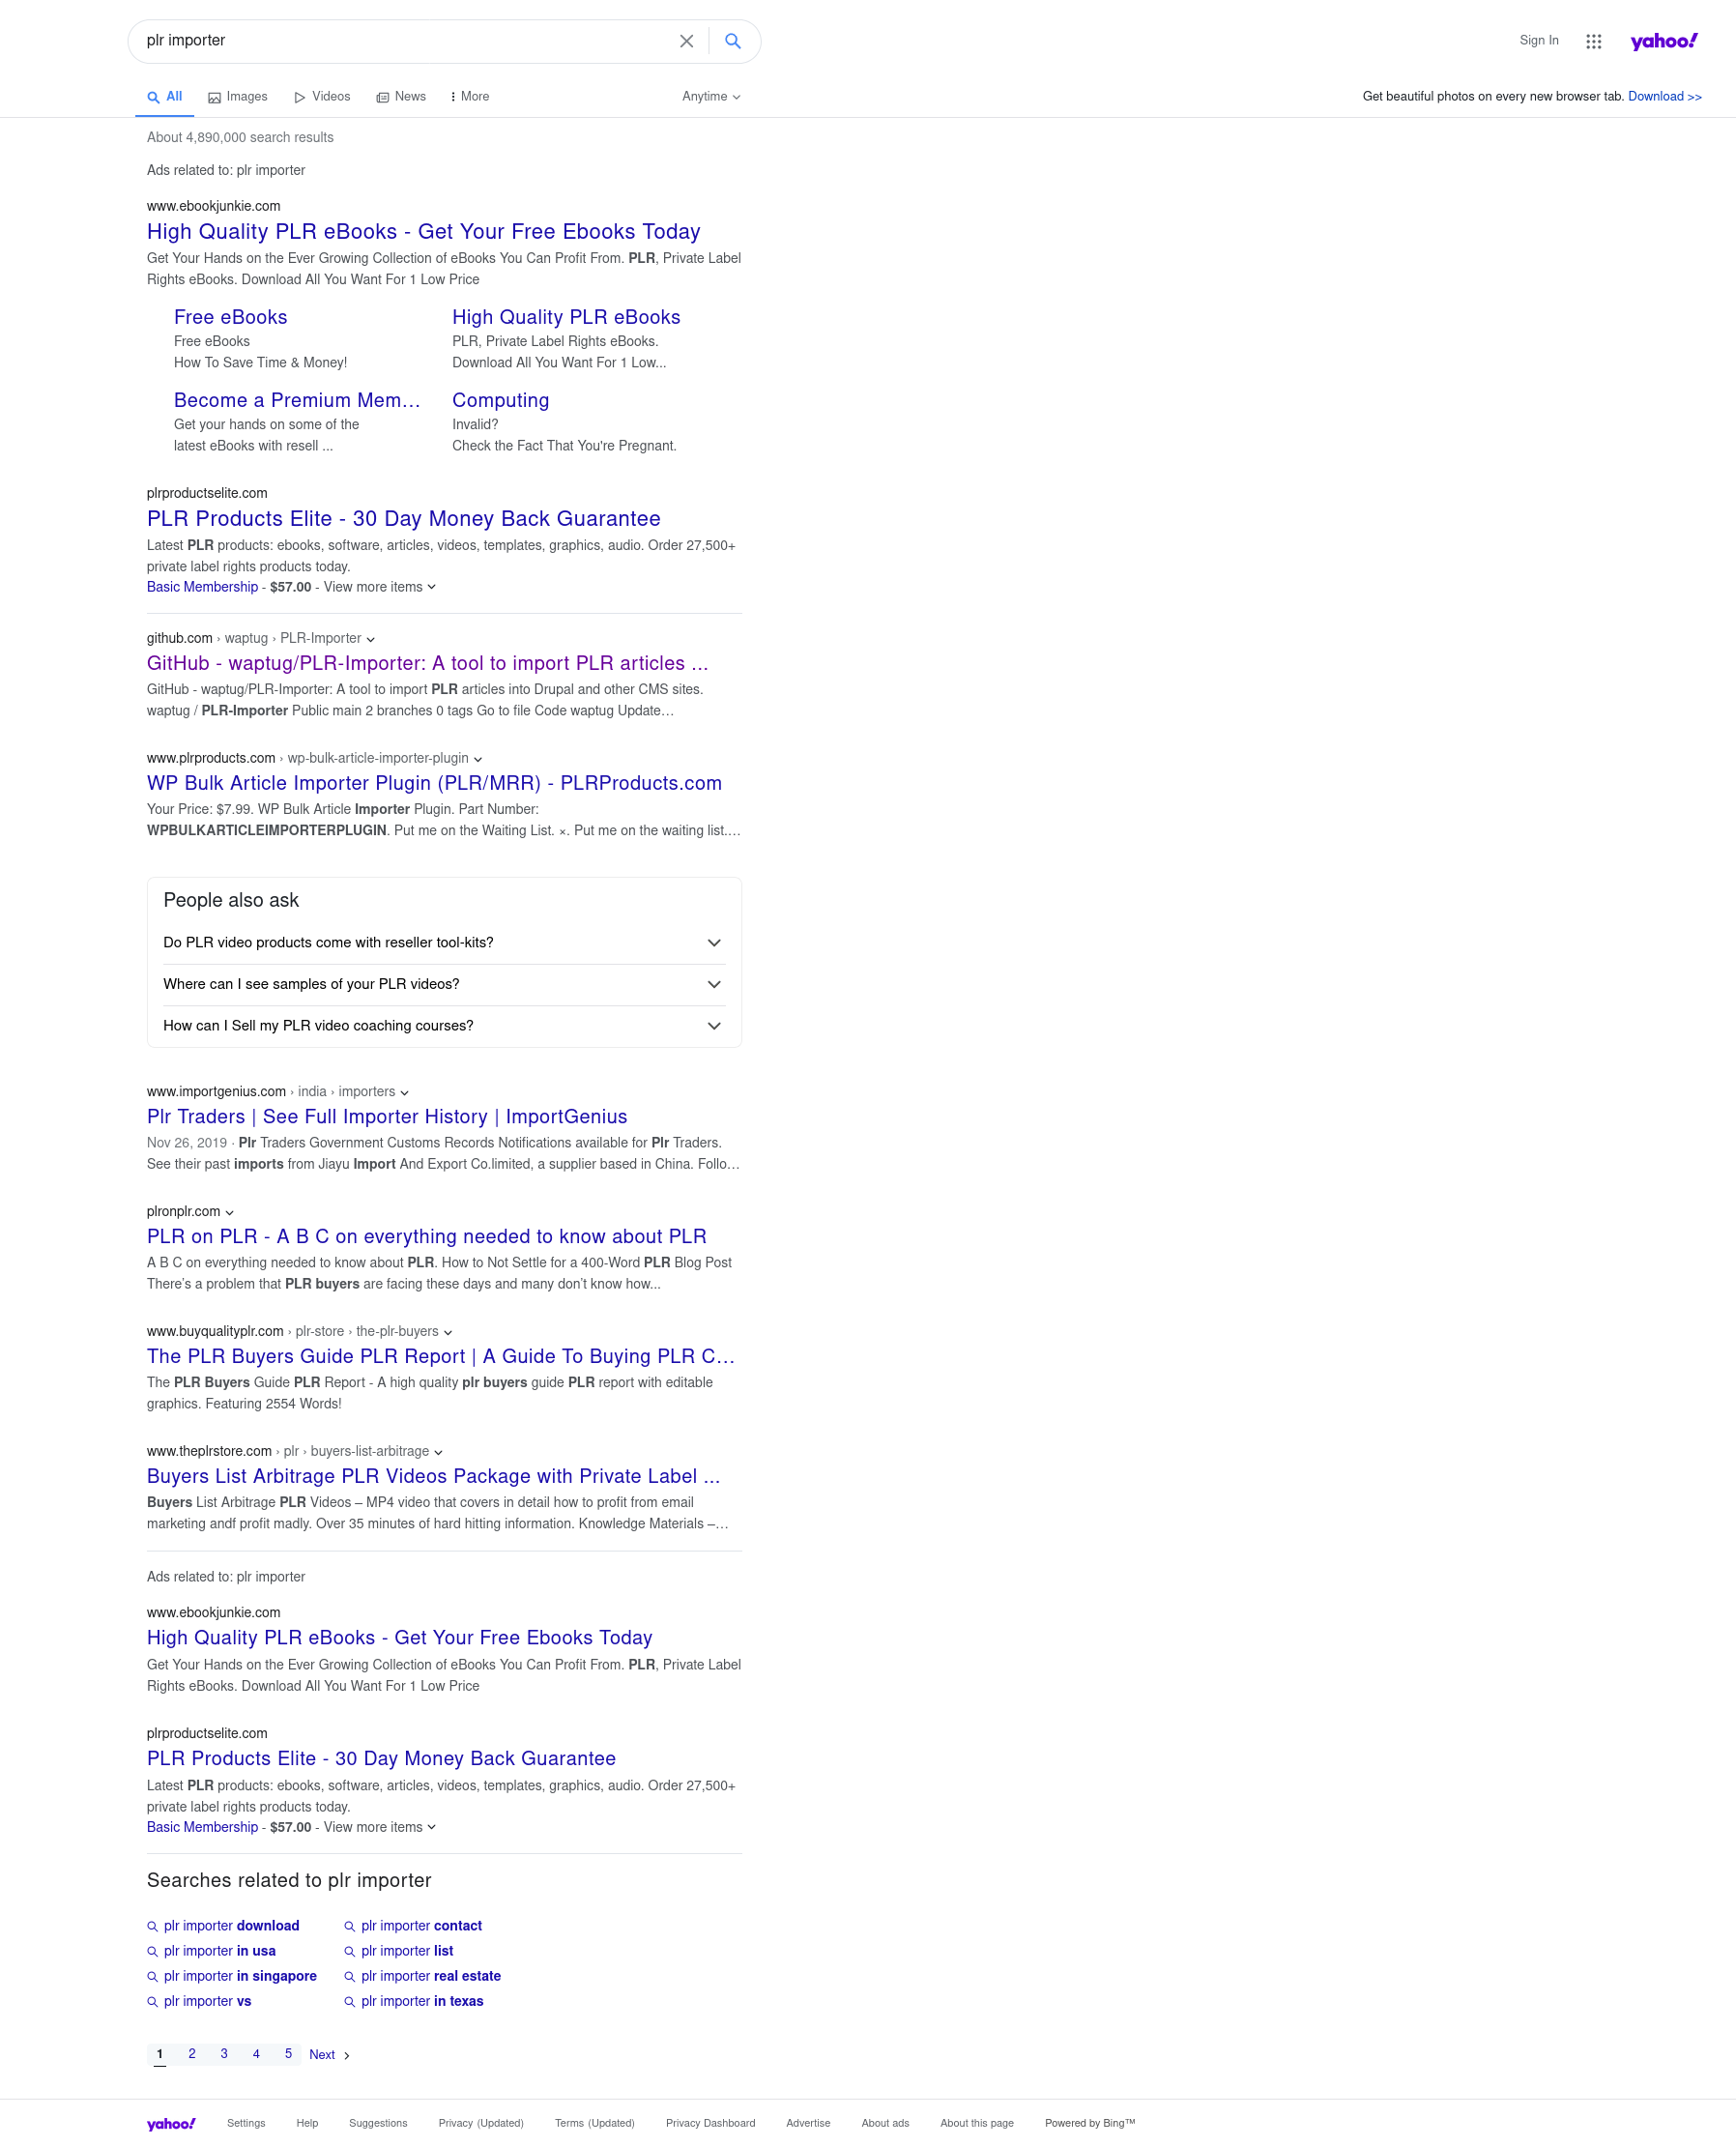 plr importer
Sign In
yahoo!
All
Images
Videos
News
More
Anytime
Get beautiful photos on every new browser tab. Download >>
About 4,890,000 search results
Ads related to: plr importer
www.ebookjunkie.com
High Quality PLR eBooks - Get Your Free Ebooks Today
Get Your Hands on the Ever Growing Collection of eBooks You Can Profit From. PLR, Private Label
Rights eBooks. Download All You Want For 1 Low Price
Free eBooks
Free eBooks
How To Save Time & Money!
High Quality PLR eBooks
PLR, Private Label Rights eBooks.
Download All You Want For 1 Low...
Become a Premium Mem...
Get your hands on some of the
latest eBooks with resell ...
Computing
Invalid?
Check the Fact That You're Pregnant.
plrproductselite.com
PLR Products Elite - 30 Day Money Back Guarantee
Latest PLR products: ebooks, software, articles, videos, templates, graphics, audio. Order 27,500+
private label rights products today.
Basic Membership - $57.00 - View more items
github.com › waptug › PLR-Importer
GitHub - waptug/PLR-Importer: A tool to import PLR articles ...
GitHub - waptug/PLR-Importer: A tool to import PLR articles into Drupal and other CMS sites.
waptug / PLR-Importer Public main 2 branches 0 tags Go to file Code waptug Update…
www.plrproducts.com › wp-bulk-article-importer-plugin
WP Bulk Article Importer Plugin (PLR/MRR) - PLRProducts.com
Your Price: $7.99. WP Bulk Article Importer Plugin. Part Number:
WPBULKARTICLEIMPORTERPLUGIN. Put me on the Waiting List. ×. Put me on the waiting list.…
People also ask
Do PLR video products come with reseller tool-kits?
Where can I see samples of your PLR videos?
How can I Sell my PLR video coaching courses?
www.importgenius.com › india › importers
Plr Traders | See Full Importer History | ImportGenius
Nov 26, 2019 · Plr Traders Government Customs Records Notifications available for Plr Traders.
See their past imports from Jiayu Import And Export Co.limited, a supplier based in China. Follo…
plronplr.com
PLR on PLR - A B C on everything needed to know about PLR
A B C on everything needed to know about PLR. How to Not Settle for a 400-Word PLR Blog Post
There’s a problem that PLR buyers are facing these days and many don’t know how...
www.buyqualityplr.com › plr-store › the-plr-buyers
The PLR Buyers Guide PLR Report | A Guide To Buying PLR C…
The PLR Buyers Guide PLR Report - A high quality plr buyers guide PLR report with editable
graphics. Featuring 2554 Words!
www.theplrstore.com › plr › buyers-list-arbitrage
Buyers List Arbitrage PLR Videos Package with Private Label ...
Buyers List Arbitrage PLR Videos – MP4 video that covers in detail how to profit from email
marketing andf profit madly. Over 35 minutes of hard hitting information. Knowledge Materials –…
Ads related to: plr importer
www.ebookjunkie.com
High Quality PLR eBooks - Get Your Free Ebooks Today
Get Your Hands on the Ever Growing Collection of eBooks You Can Profit From. PLR, Private Label
Rights eBooks. Download All You Want For 1 Low Price
plrproductselite.com
PLR Products Elite - 30 Day Money Back Guarantee
Latest PLR products: ebooks, software, articles, videos, templates, graphics, audio. Order 27,500+
private label rights products today.
Basic Membership - $57.00 - View more items
Searches related to plr importer
plr importer download
plr importer contact
plr importer in usa
plr importer list
plr importer in singapore
plr importer real estate
plr importer vs
plr importer in texas
1 2 3 4 5 Next
yahoo! Settings Help Suggestions Privacy (Updated) Terms (Updated) Privacy Dashboard Advertise About ads About this page Powered by Bing™